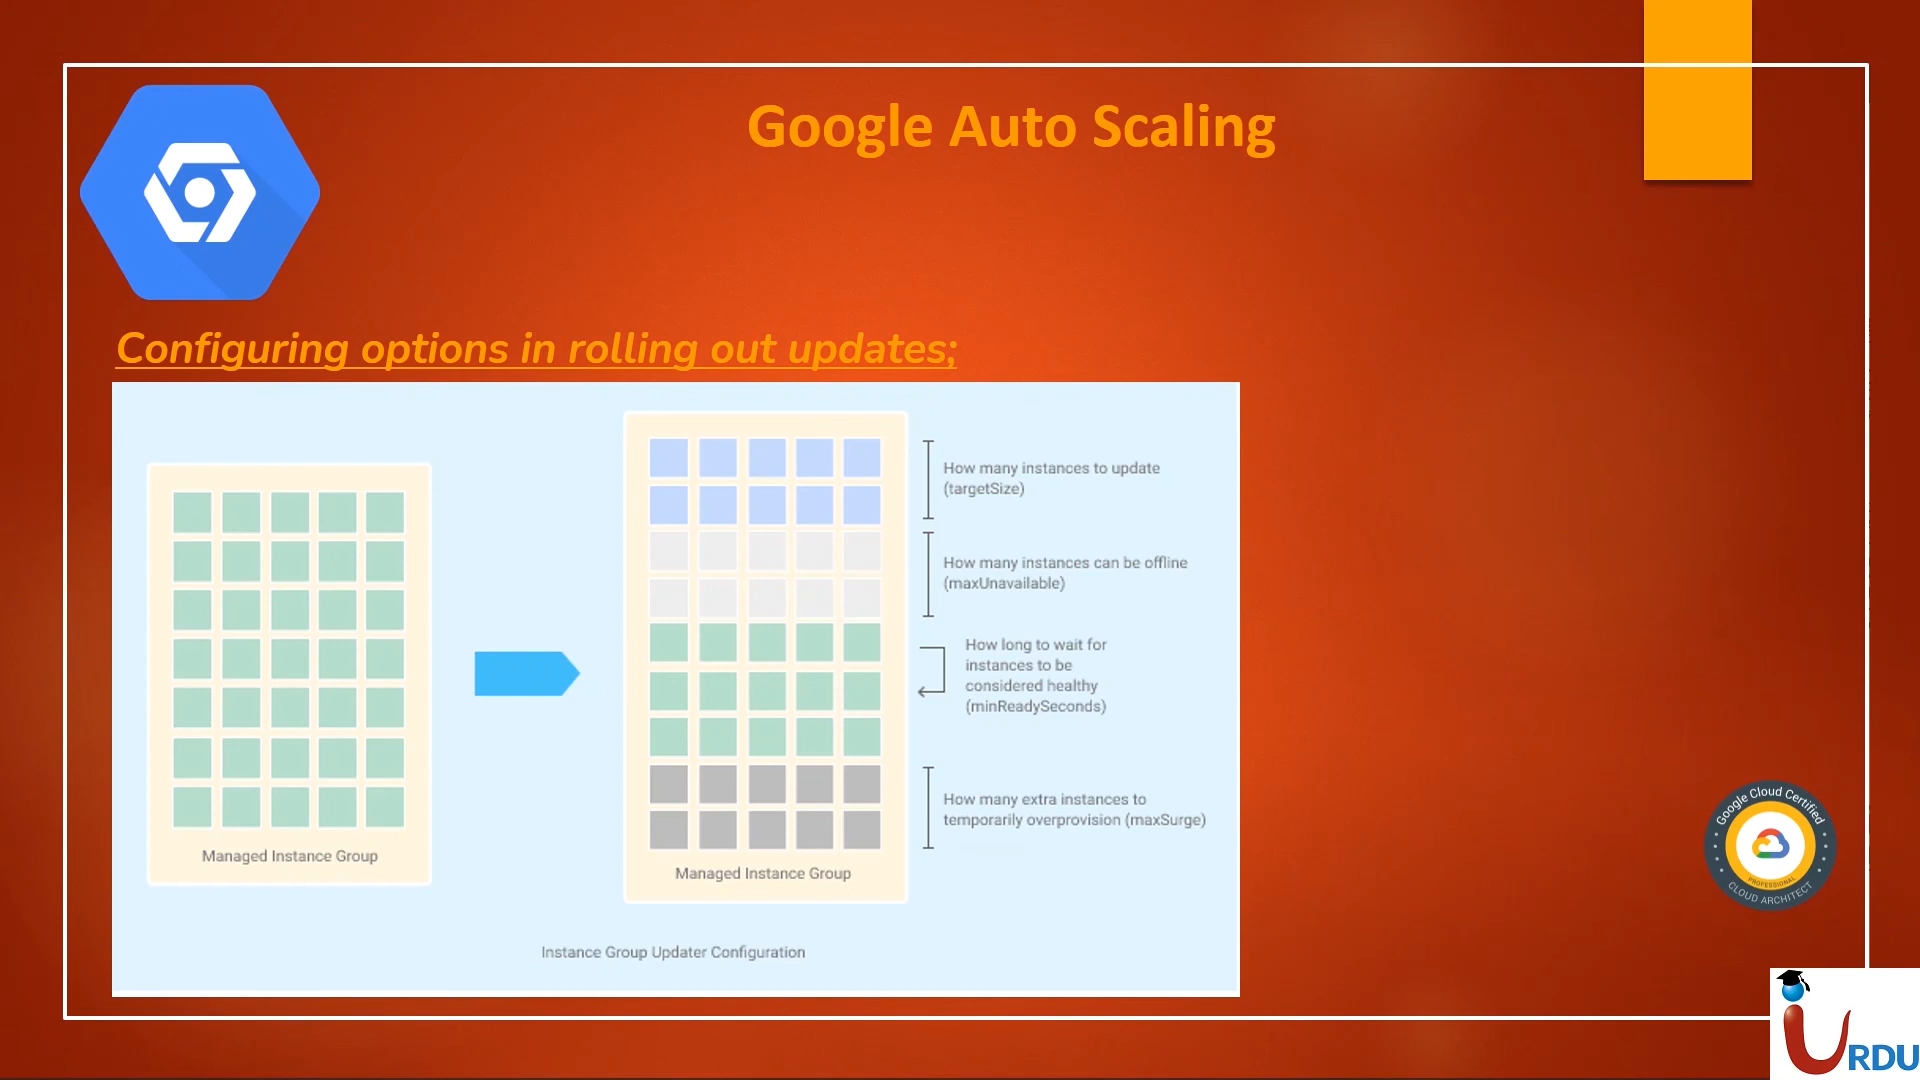 Google Auto Scaling
Configuring options in rolling out updates;
How many instances to update
(targetSize)
How many instances can be offline
(maxUnavailable)
How long to wait for
instances to be
considered healthy
(minReadySeconds)
How many extra instances to
temporarily overprovision (maxSurge)
Managed Instance Group
Managed Instance Group
Instance Group Updater Configuration
Google Cloud Certified
PROFESSIONAL
CLOUD ARCHITECT
iURDU